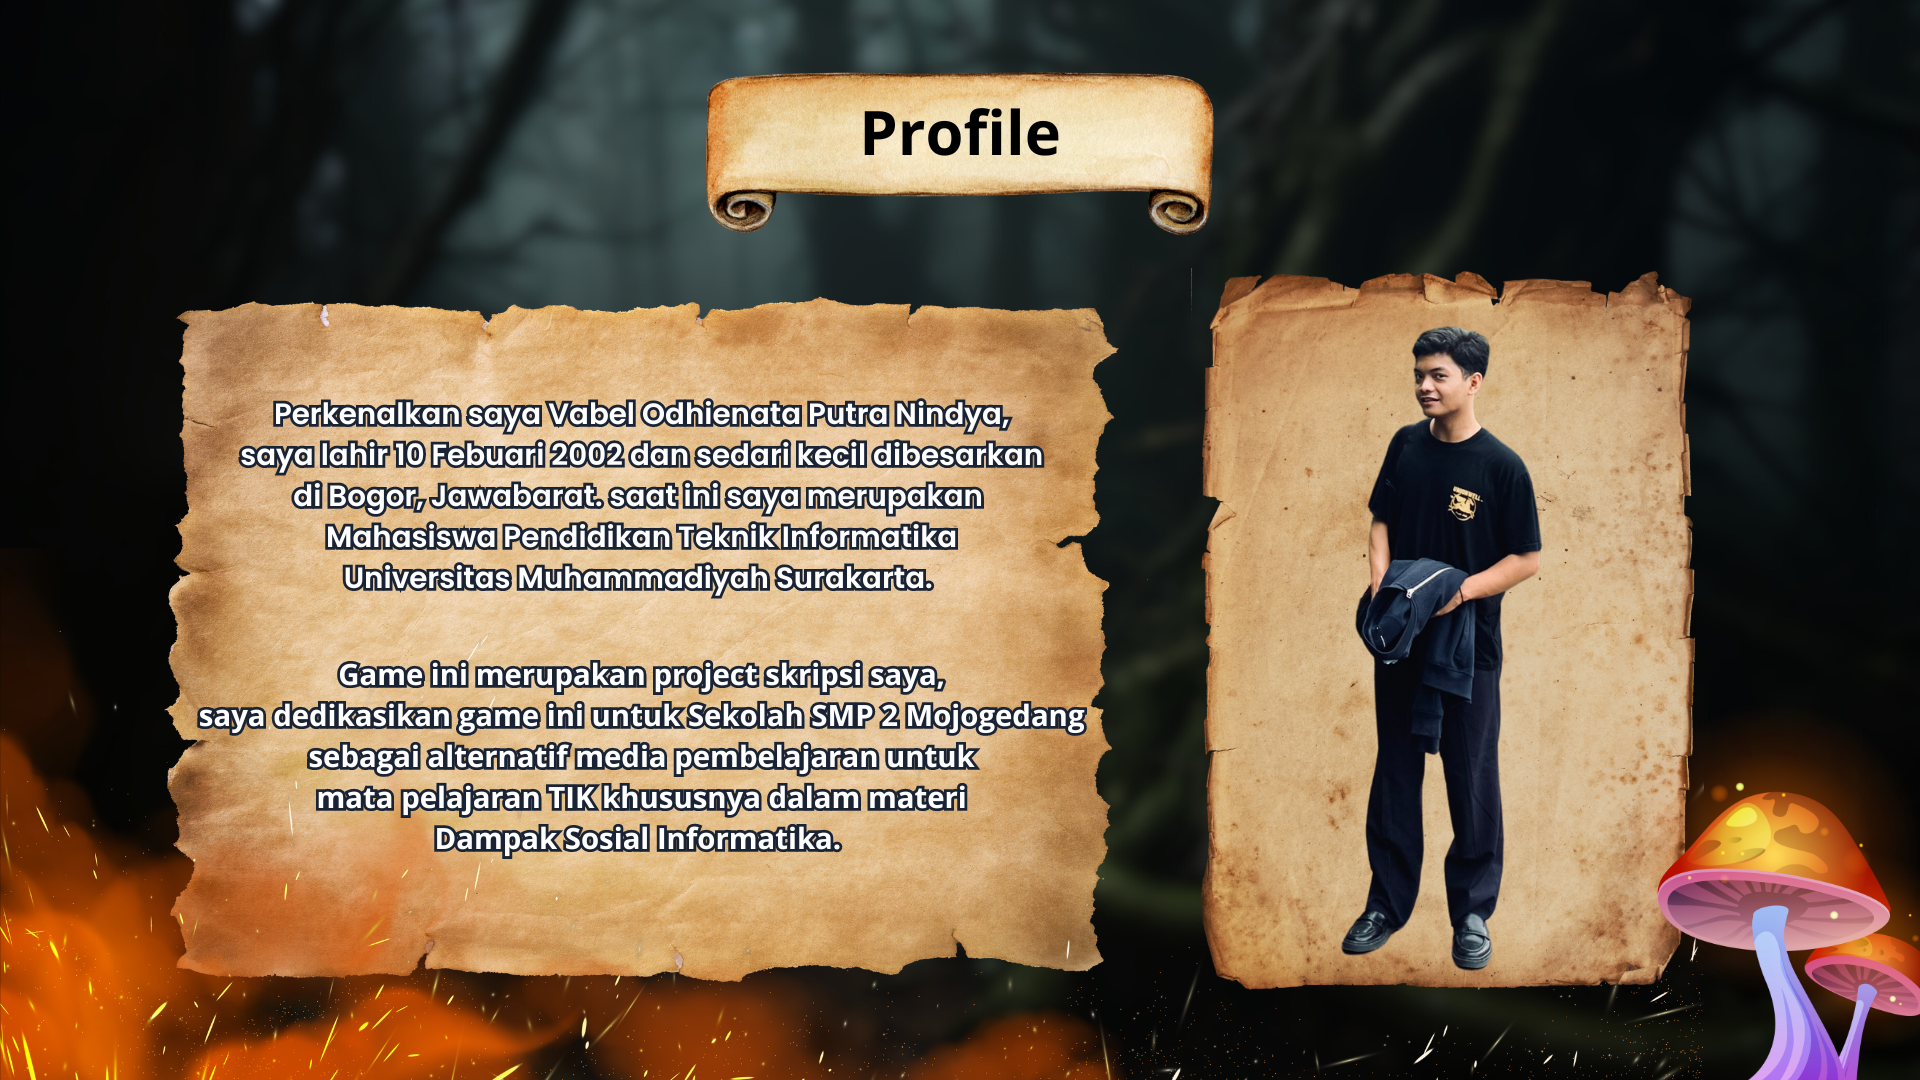 Profile
Perkenalkan saya Vabel Odhienata Putra Nindya,
saya lahir 10 Febuari 2002 dan sedari kecil dibesarkan
di Bogor, Jawabarat. saat ini saya merupakan
Mahasiswa Pendidikan Teknik Informatika
Universitas Muhammadiyah Surakarta.
Game ini merupakan project skripsi saya,
saya dedikasikan game ini untuk Sekolah SMP 2 Mojogedang
sebagai alternatif media pembelajaran untuk
mata pelajaran TIK khususnya dalam materi
Dampak Sosial Informatika.